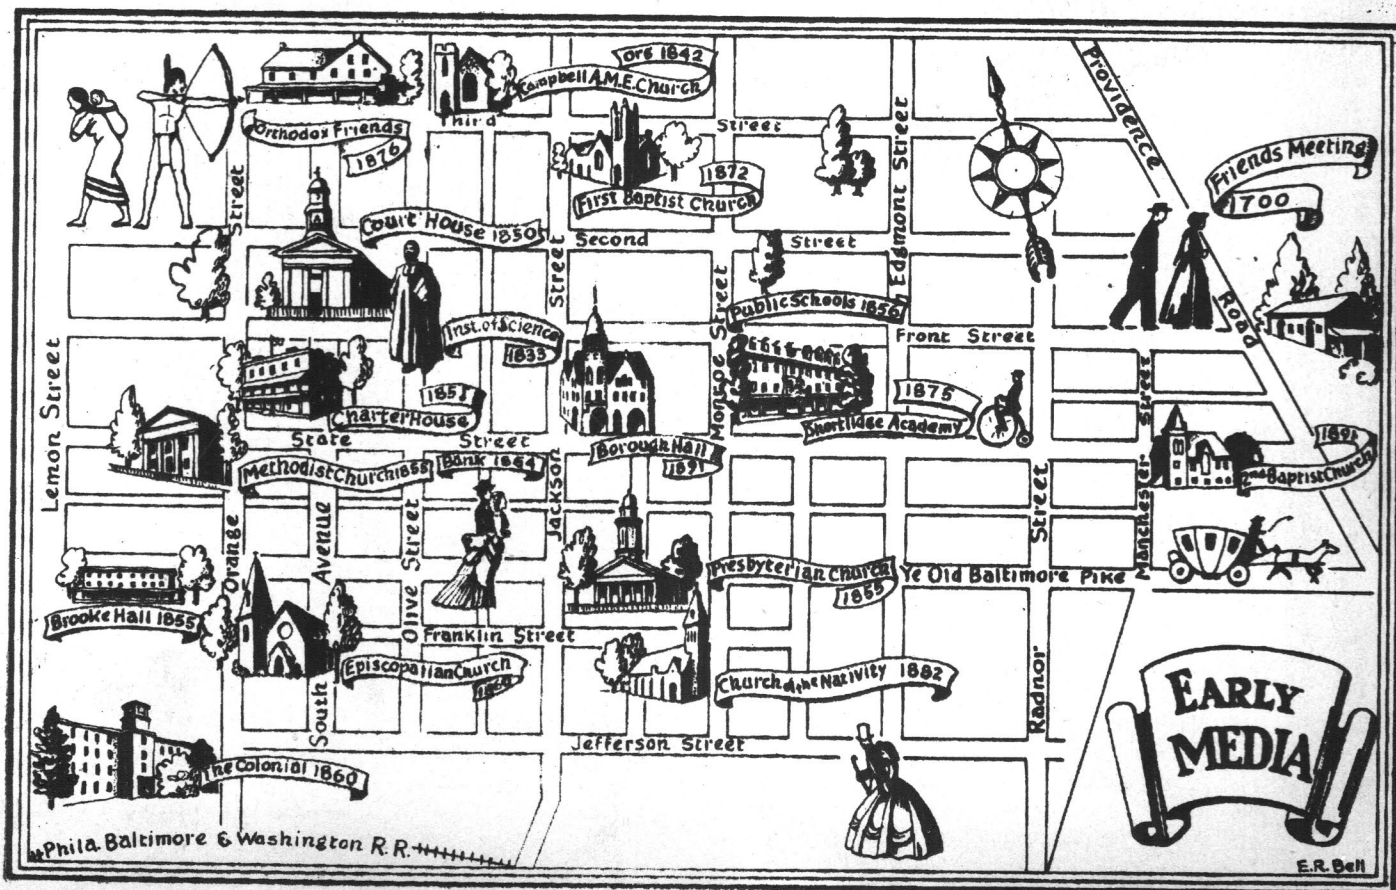 Org 1842
Campbell A.M.E. Church
Orthodox Friends
1876
Third
Street
1872
First Baptist Church
Providence
Road
Friends Meeting
1700
Street
Edgmont Street
Court House 1850
Second
Street
Street
Public Schools 1856
Front Street
Inst. of Science
1833
Monroe Street
Lemon Street
Charter House
1875
Shortlidge Academy
State
Street
Borough Hall
1891
Manchester Street
1891
2nd Baptist Church
Methodist Church 1855
Bank 1864
Jackson
Orange
South Avenue
Olive Street
Street
Radnor
Presbyterian Church
1855
Ye Old Baltimore Pike
Brooke Hall 1855
Franklin Street
Episcopalian Church
Church of the Nativity 1882
Jefferson Street
The Colonial 1860
EARLY
MEDIA
Phila. Baltimore & Washington R.R.
E.R. Bell